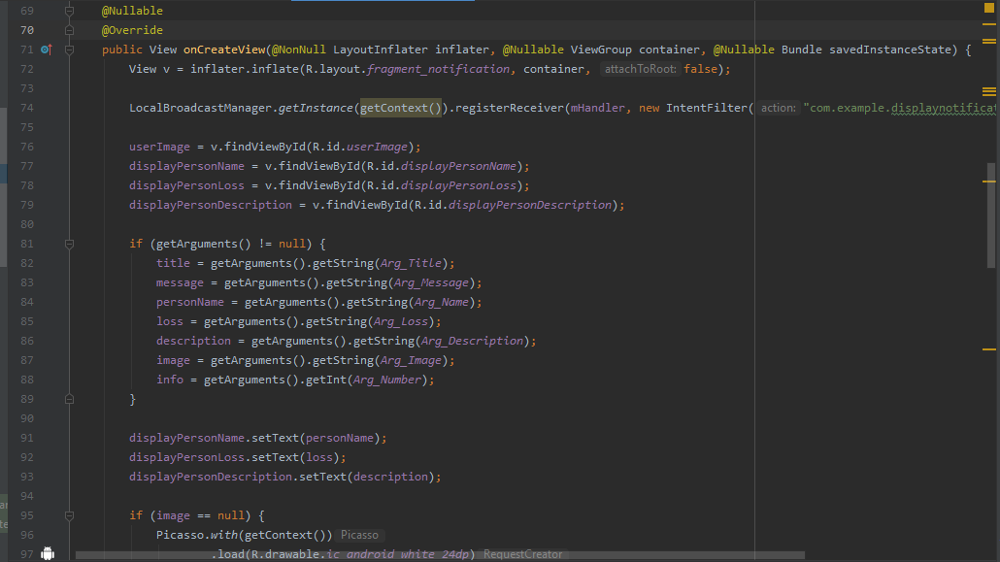 69 @Nullable
70 @Override
71 public View onCreateView(@NonNull LayoutInflater inflater, @Nullable ViewGroup container, @Nullable Bundle savedInstanceState) {
72 View v = inflater.inflate(R.layout.fragment_notification, container, attachToRoot: false);
73
74 LocalBroadcastManager.getInstance(getContext()).registerReceiver(mHandler, new IntentFilter( action: "com.example.displaynotificat
75
76 userImage = v.findViewById(R.id.userImage);
77 displayPersonName = v.findViewById(R.id.displayPersonName);
78 displayPersonLoss = v.findViewById(R.id.displayPersonLoss);
79 displayPersonDescription = v.findViewById(R.id.displayPersonDescription);
80
81 if (getArguments() != null) {
82 title = getArguments().getString(Arg_Title);
83 message = getArguments().getString(Arg_Message);
84 personName = getArguments().getString(Arg_Name);
85 loss = getArguments().getString(Arg_Loss);
86 description = getArguments().getString(Arg_Description);
87 image = getArguments().getString(Arg_Image);
88 info = getArguments().getInt(Arg_Number);
89 }
90
91 displayPersonName.setText(personName);
92 displayPersonLoss.setText(loss);
93 displayPersonDescription.setText(description);
94
95 if (image == null) {
96 Picasso.with(getContext()) Picasso
97 .load(R.drawable.ic_android_white_24dp) RequestCreator